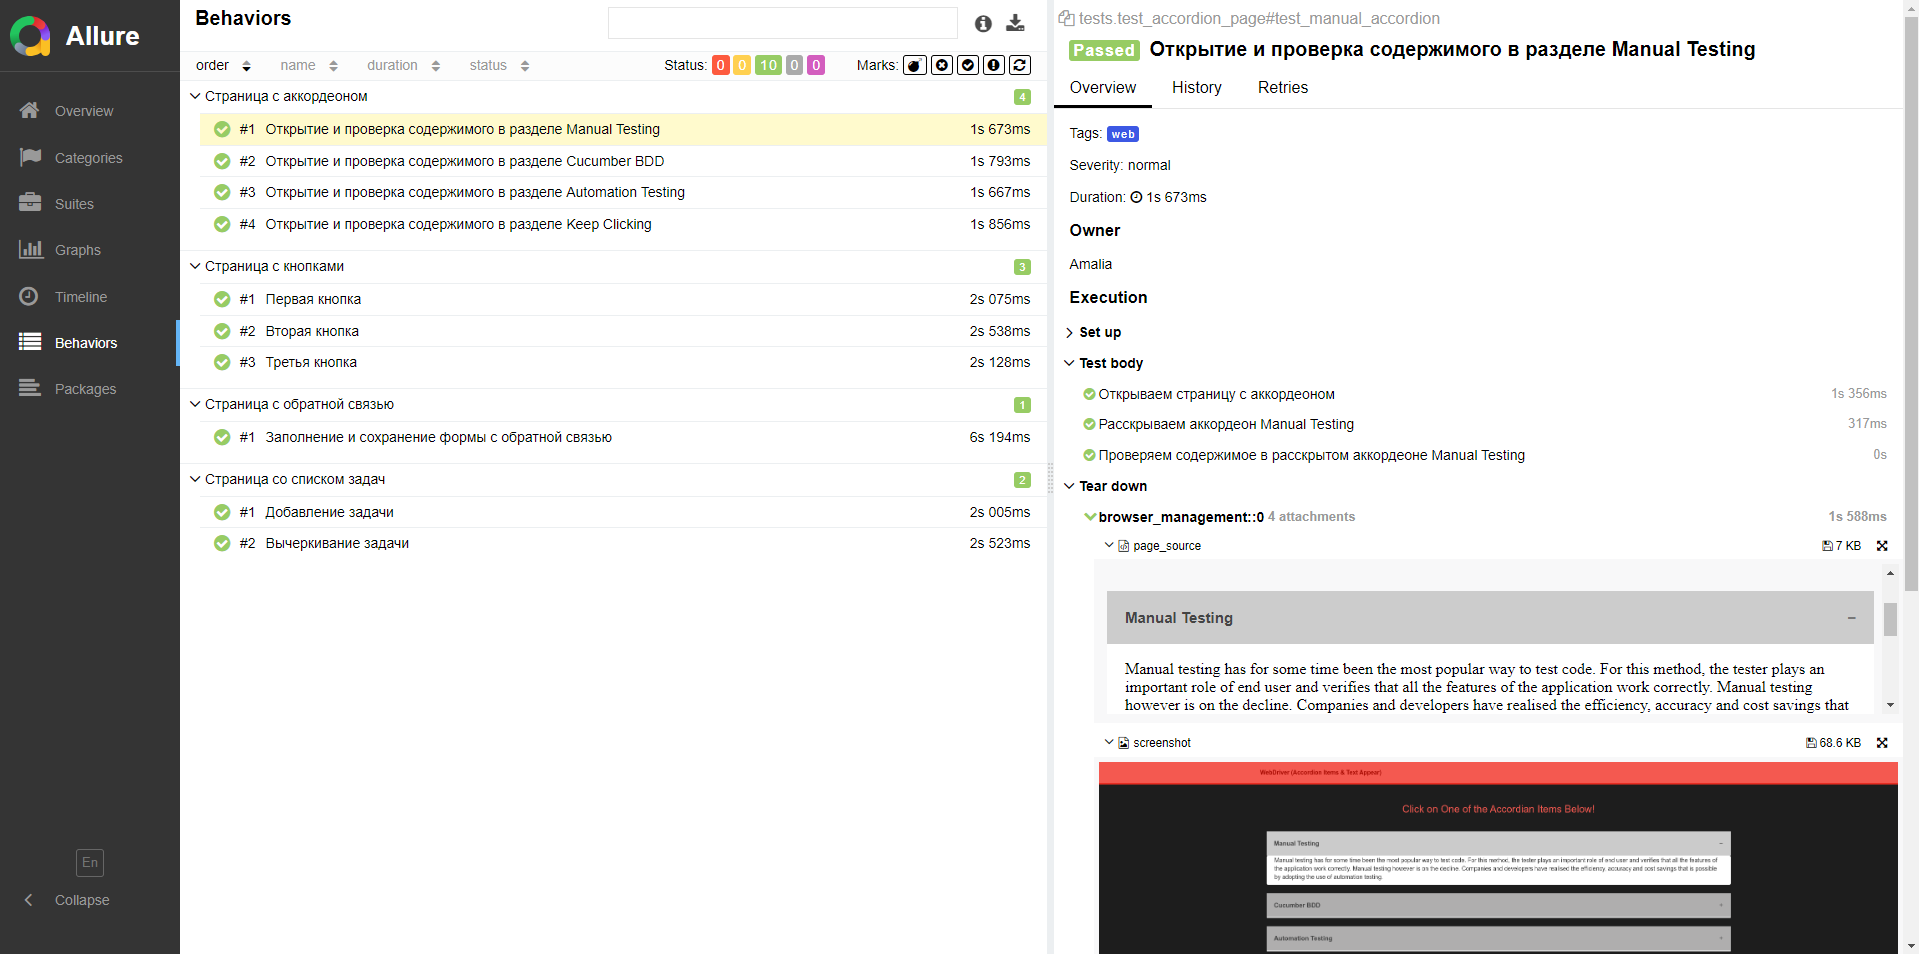 Allure
Overview
Categories
Suites
Graphs
Timeline
Behaviors
Packages
En
Collapse
Behaviors
order name duration status Status: 0 0 10 0 0 Marks:
Страница с аккордеоном 4
#1 Открытие и проверка содержимого в разделе Manual Testing 1s 673ms
#2 Открытие и проверка содержимого в разделе Cucumber BDD 1s 793ms
#3 Открытие и проверка содержимого в разделе Automation Testing 1s 667ms
#4 Открытие и проверка содержимого в разделе Keep Clicking 1s 856ms
Страница с кнопками 3
#1 Первая кнопка 2s 075ms
#2 Вторая кнопка 2s 538ms
#3 Третья кнопка 2s 128ms
Страница с обратной связью 1
#1 Заполнение и сохранение формы с обратной связью 6s 194ms
Страница со списком задач 2
#1 Добавление задачи 2s 005ms
#2 Вычеркивание задачи 2s 523ms
tests.test_accordion_page#test_manual_accordion
Passed Открытие и проверка содержимого в разделе Manual Testing
Overview History Retries
Tags: web
Severity: normal
Duration: 1s 673ms
Owner
Amalia
Execution
Set up
Test body
Открываем страницу с аккордеоном 1s 356ms
Расскрываем аккордеон Manual Testing 317ms
Проверяем содержимое в расскрытом аккордеоне Manual Testing 0s
Tear down
browser_management::0 4 attachments 1s 588ms
page_source 7 KB
Manual Testing –
Manual testing has for some time been the most popular way to test code. For this method, the tester plays an
important role of end user and verifies that all the features of the application work correctly. Manual testing
however is on the decline. Companies and developers have realised the efficiency, accuracy and cost savings that
screenshot 68.6 KB
WebDriver (Accordion Items & Text Appear)
Click on One of the Accordian Items Below!
Manual Testing –
Manual testing has for some time been the most popular way to test code. For this method, the tester plays an important role of end user and verifies that all the features of
the application work correctly. Manual testing however is on the decline. Companies and developers have realised the efficiency, accuracy and cost savings that is possible
by adopting the use of automation testing.
Cucumber BDD +
Automation Testing +